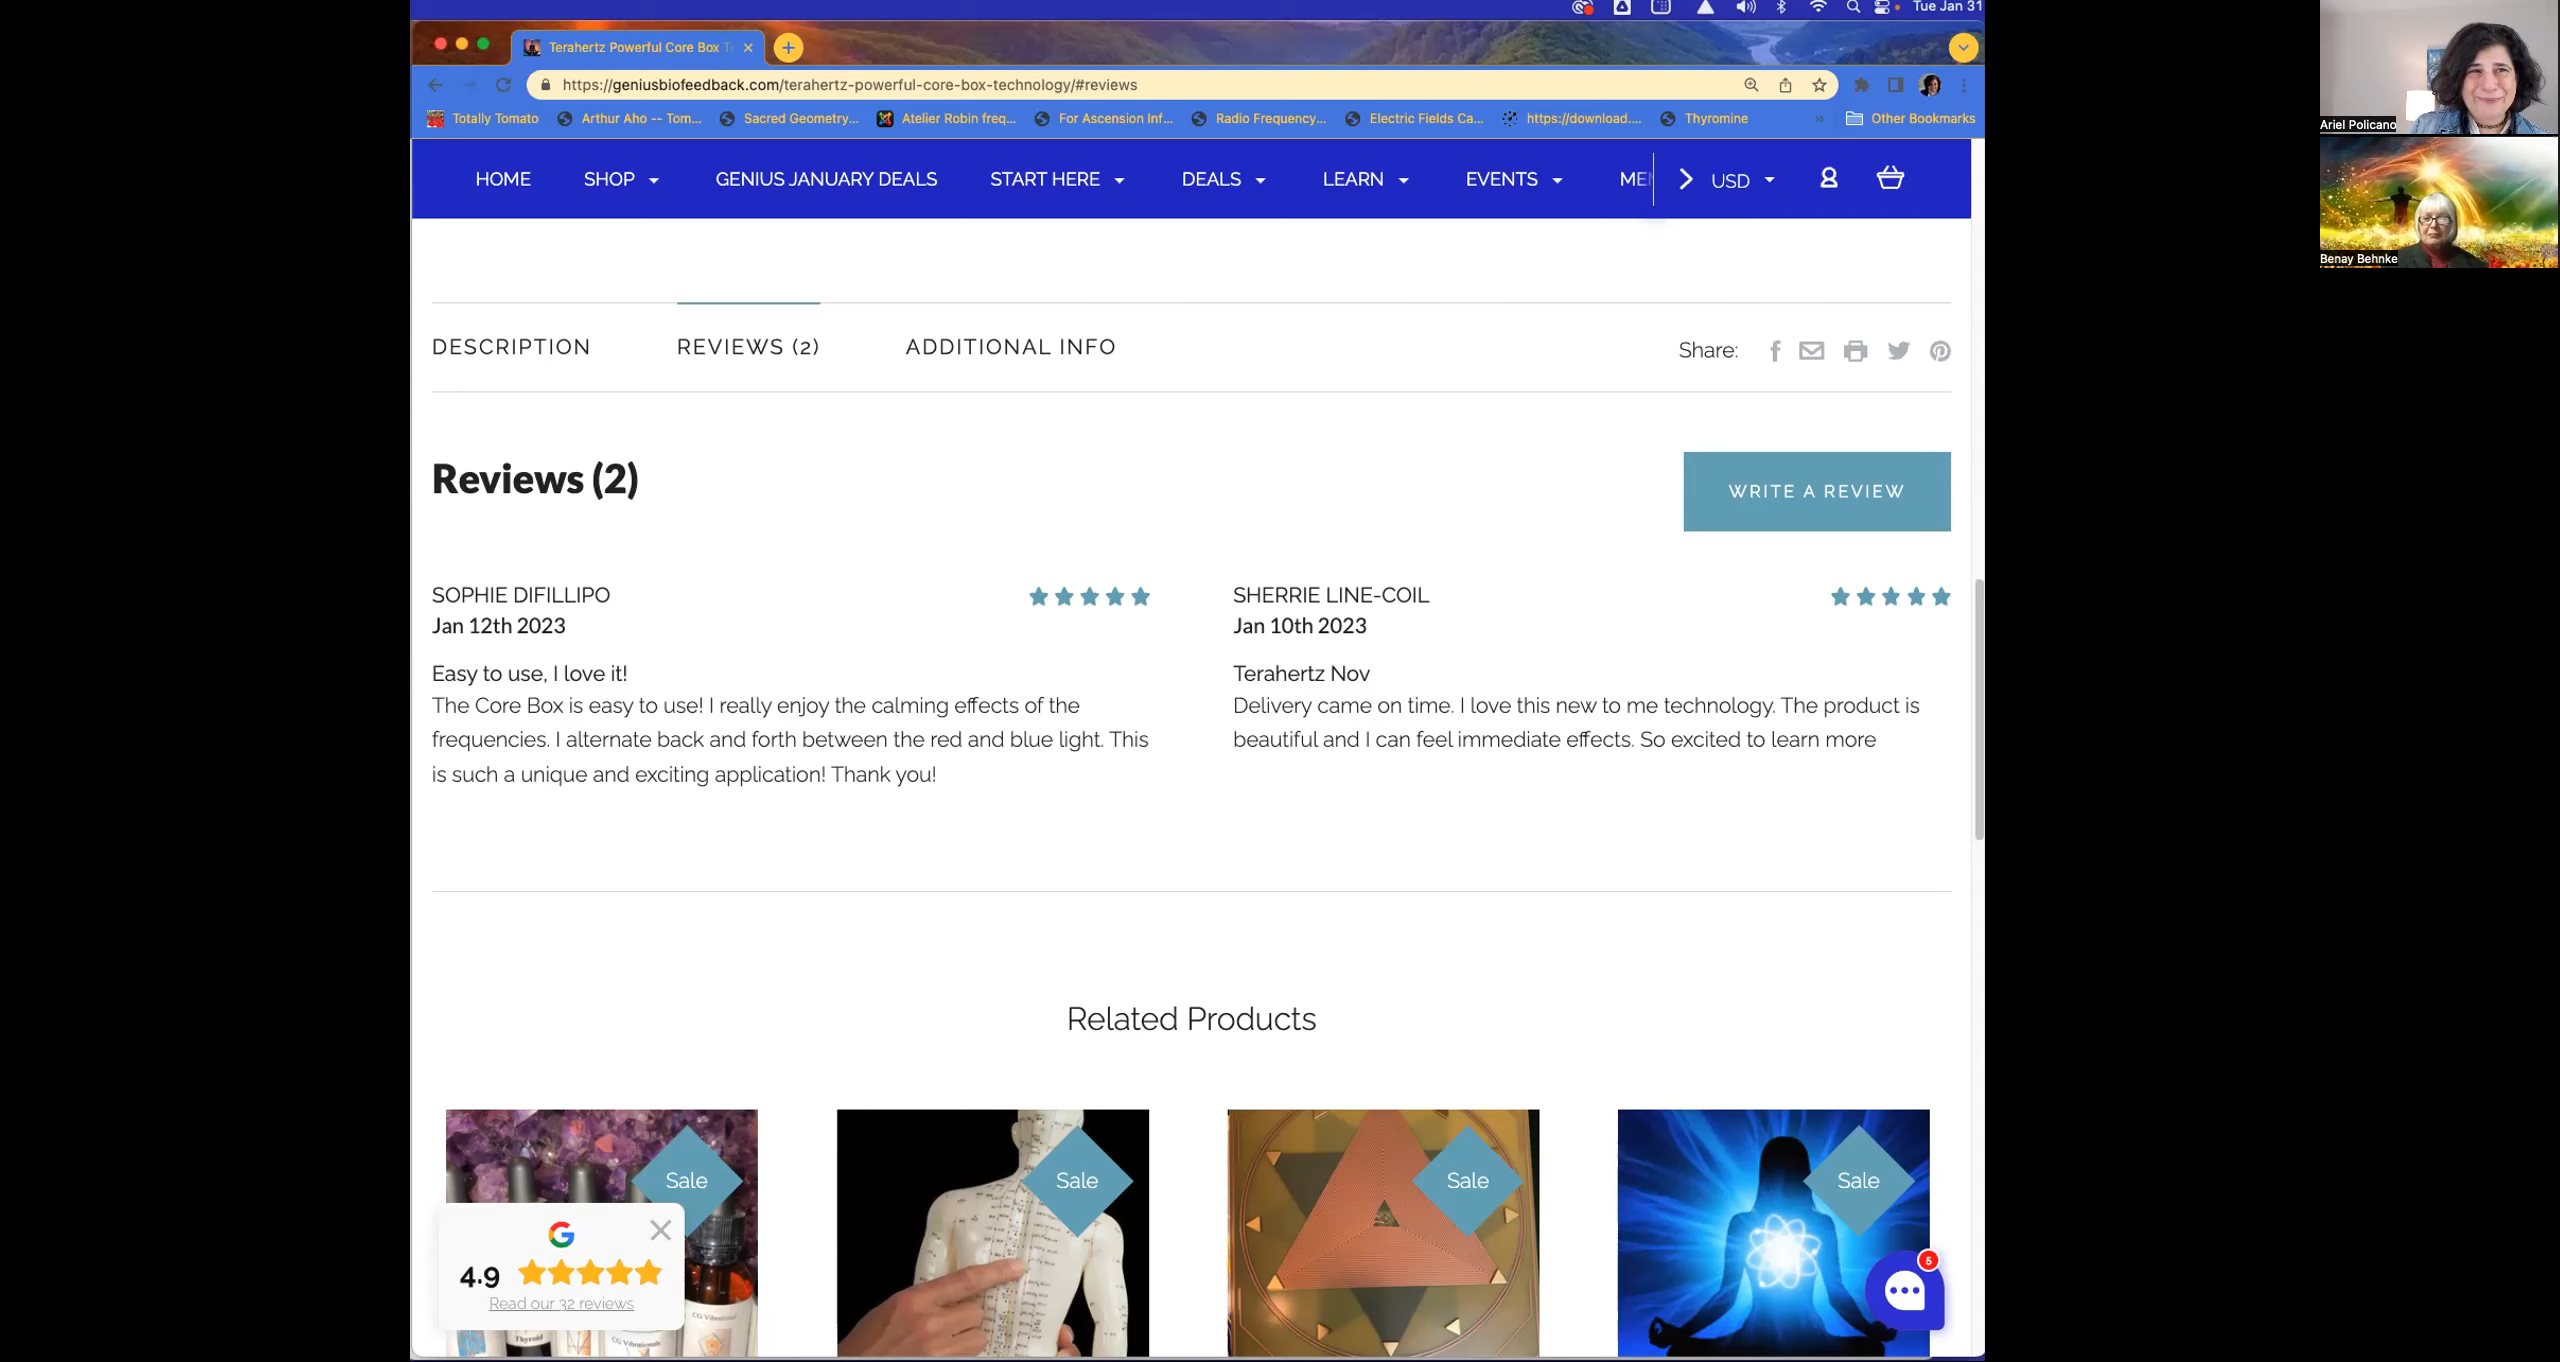 Tue Jan 31
Terahertz Powerful Core Box
https://geniusbiofeedback.com/terahertz-powerful-core-box-technology/#reviews
Totally Tomato
Arthur Aho -- Tom...
Sacred Geometry...
Atelier Robin freq...
For Ascension Inf...
Radio Frequency...
Electric Fields Ca...
https://download....
Thyromine
Other Bookmarks
HOME
SHOP
GENIUS JANUARY DEALS
START HERE
DEALS
LEARN
EVENTS
USD
DESCRIPTION
REVIEWS (2)
ADDITIONAL INFO
Share:
Reviews (2)
WRITE A REVIEW
SOPHIE DIFILLIPO
Jan 12th 2023
Easy to use, I love it!
The Core Box is easy to use! I really enjoy the calming effects of the
frequencies. I alternate back and forth between the red and blue light. This
is such a unique and exciting application! Thank you!
SHERRIE LINE-COIL
Jan 10th 2023
Terahertz Nov
Delivery came on time. I love this new to me technology. The product is
beautiful and I can feel immediate effects. So excited to learn more
Related Products
Sale
Sale
Sale
Sale
4.9
Read our 32 reviews
Thyroid
CG Vibrational
5
Ariel Policano
Benay Behnke